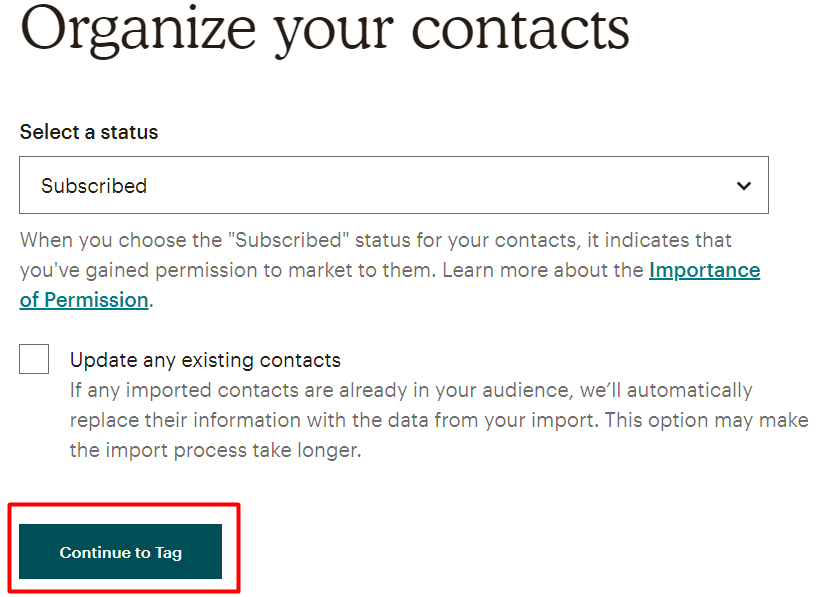 Organize your contacts
Select a status
Subscribed
When you choose the "Subscribed" status for your contacts, it indicates that
you've gained permission to market to them. Learn more about the Importance
of Permission.
Update any existing contacts
If any imported contacts are already in your audience, we’ll automatically
replace their information with the data from your import. This option may make
the import process take longer.
Continue to Tag